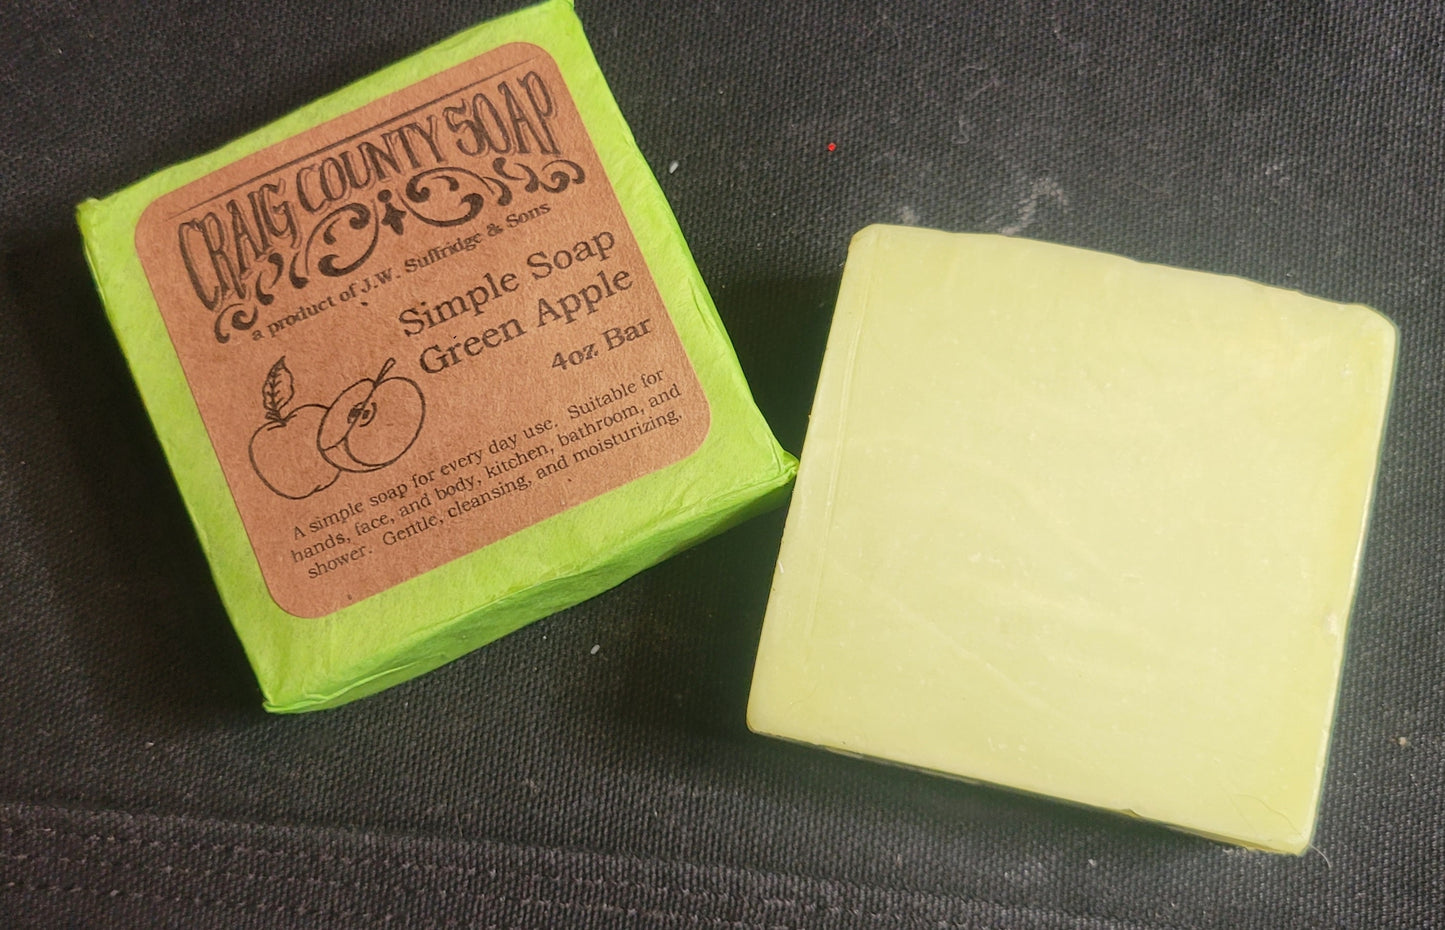 CRAIG COUNTY SOAP
a product of J.W. Suffridge & Sons
Simple Soap
Green Apple
4oz Bar
A simple soap for every day use. Suitable for
hands, face, and body, kitchen, bathroom, and
shower. Gentle, cleansing, and moisturizing.